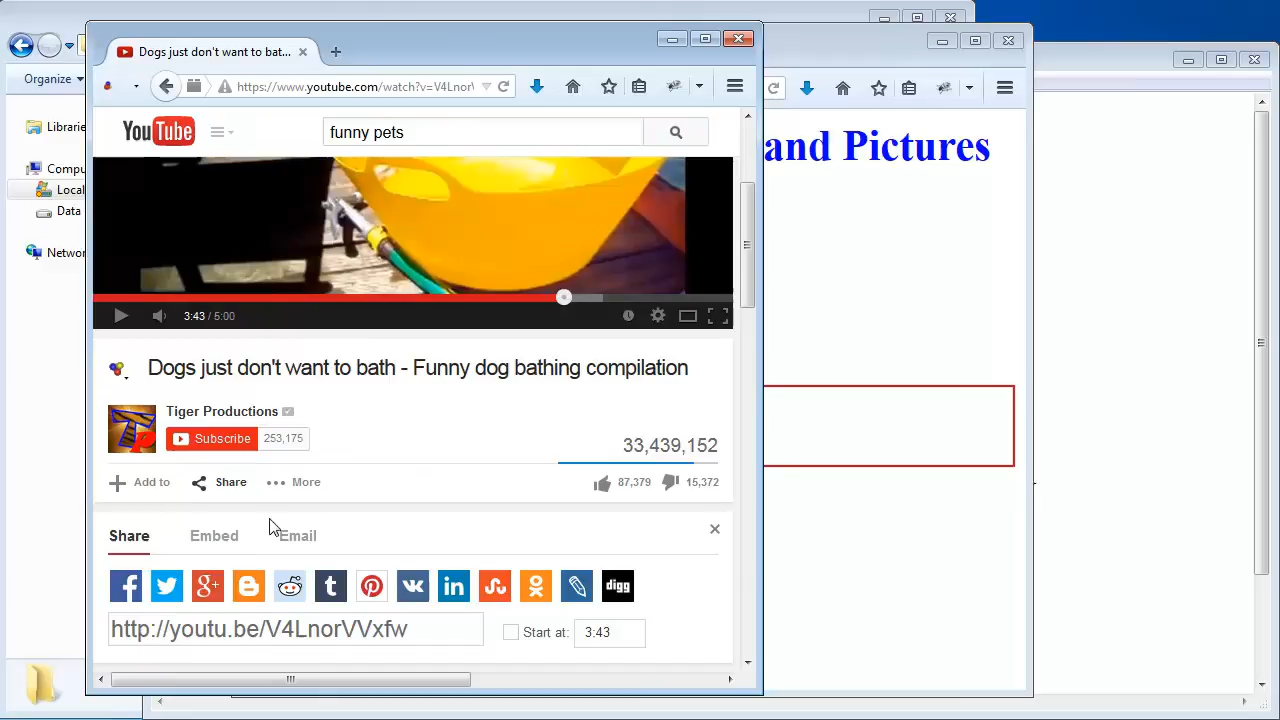 Dogs just don't want to bat...
Organize
https://www.youtube.com/watch?v=V4Lnor
YouTube
funny pets
and Pictures
Librarie
Compu
Local
Data
Networ
3:43 / 5:00
Dogs just don't want to bath - Funny dog bathing compilation
Tiger Productions
Subscribe 253,175
33,439,152
Add to Share More 87,379 15,372
Share Embed Email
digg
http://youtu.be/V4LnorVVxfw Start at: 3:43